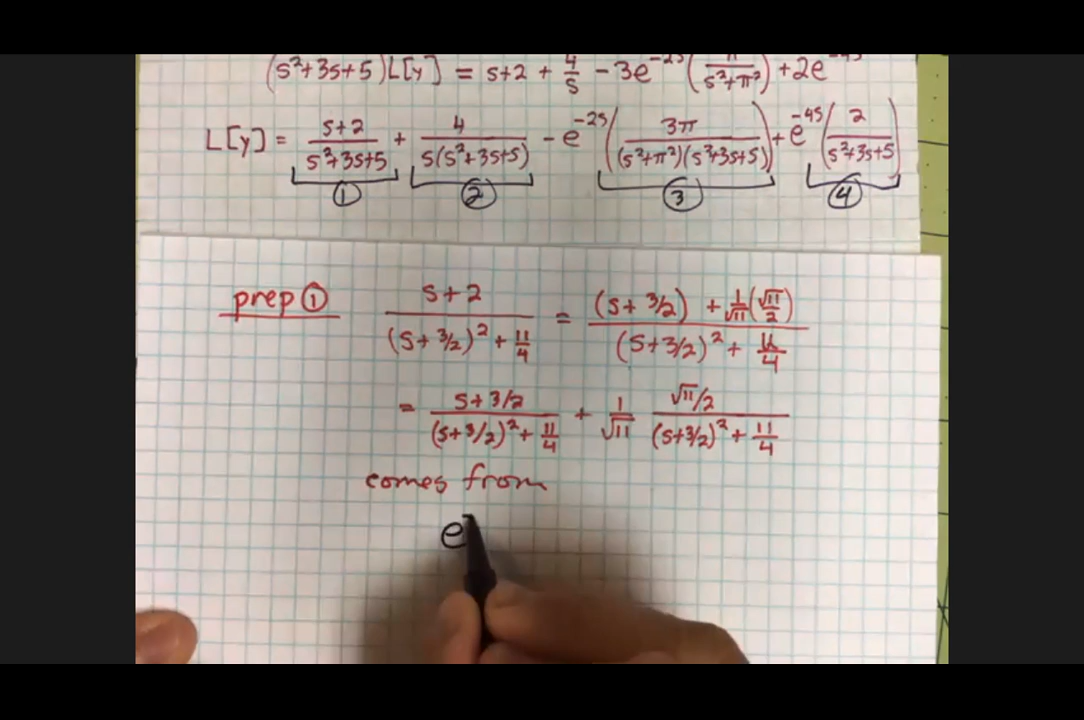 (s²+3s+5)L[y] = s+2 + 4/s - 3e^-2s (π/(s²+π²)) + 2e^-4s
L[y] = (s+2)/(s²+3s+5) + 4/(s(s²+3s+5)) - e^-2s (3π/((s²+π²)(s²+3s+5))) + e^-4s (2/(s²+3s+5))
① ② ③ ④
prep ① (s+2)/((s+3/2)²+11/4) = ((s+3/2) + 1/√11 (√11/2))/((s+3/2)²+11/4)
= (s+3/2)/((s+3/2)²+11/4) + 1/√11 (√11/2)/((s+3/2)²+11/4)
comes from
e